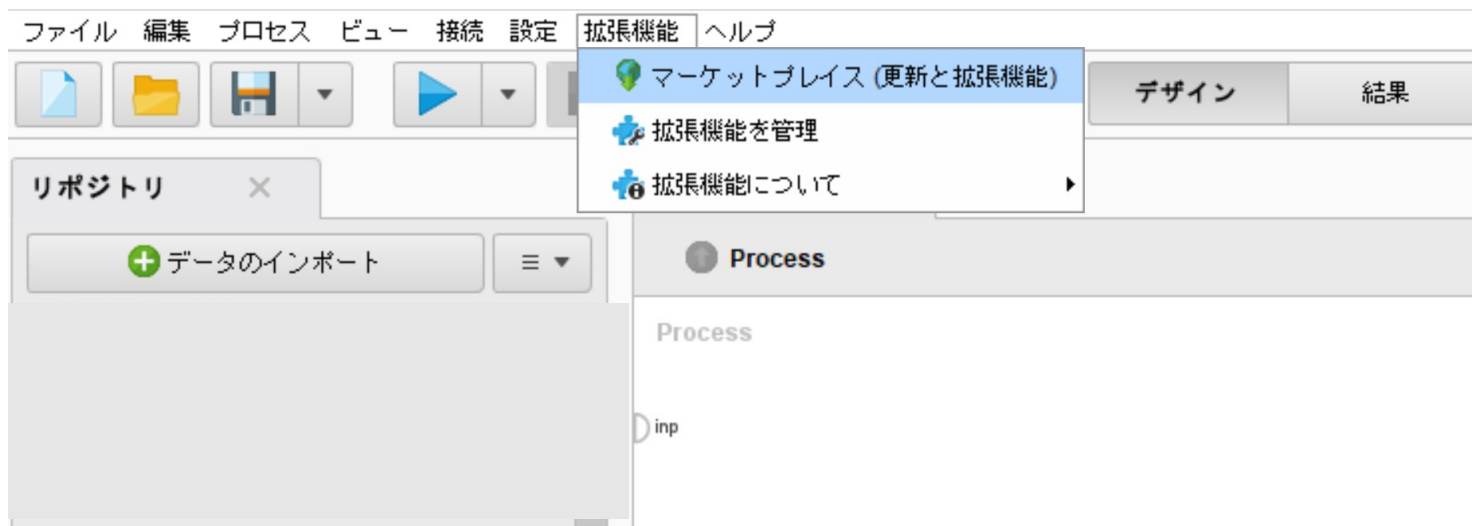 ファイル 編集 プロセス ビュー 接続 設定 拡張機能 ヘルプ
マーケットプレイス (更新と拡張機能)
デザイン 結果
拡張機能を管理
拡張機能について
リポジトリ
データのインポート
Process
Process
inp